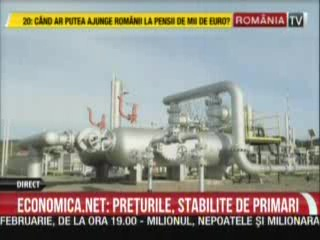 20: CÂND AR PUTEA AJUNGE ROMÂNII LA PENSII DE MII DE EURO?
ROMÂNIA TV
DIRECT
ECONOMICA.NET: PREȚURILE, STABILITE DE PRIMARI
FEBRUARIE, DE LA ORA 19.00 - MILIONUL, NEPOATELE ȘI MILIONARA